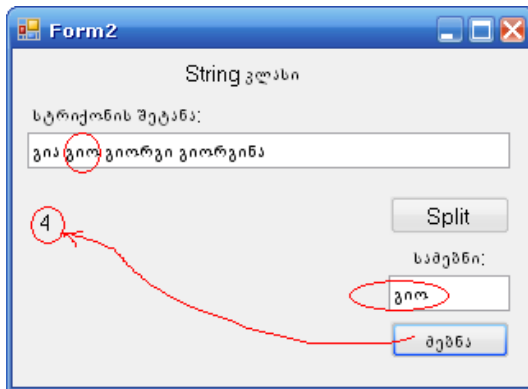 Form2
String კლასი
სტრიქონის შეტანა:
გია გიო გიორგი გიორგინა
4
Split
საძებნი:
გიო
ძებნა